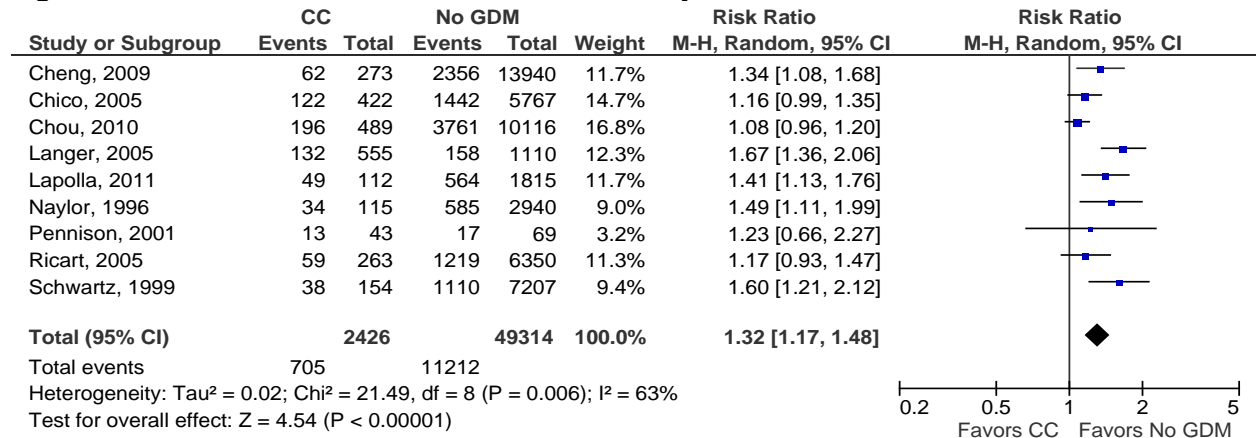 CC No GDM Risk Ratio Risk Ratio
Study or Subgroup Events Total Events Total Weight M-H, Random, 95% CI M-H, Random, 95% CI
Cheng, 2009 62 273 2356 13940 11.7% 1.34 [1.08, 1.68]
Chico, 2005 122 422 1442 5767 14.7% 1.16 [0.99, 1.35]
Chou, 2010 196 489 3761 10116 16.8% 1.08 [0.96, 1.20]
Langer, 2005 132 555 158 1110 12.3% 1.67 [1.36, 2.06]
Lapolla, 2011 49 112 564 1815 11.7% 1.41 [1.13, 1.76]
Naylor, 1996 34 115 585 2940 9.0% 1.49 [1.11, 1.99]
Pennison, 2001 13 43 17 69 3.2% 1.23 [0.66, 2.27]
Ricart, 2005 59 263 1219 6350 11.3% 1.17 [0.93, 1.47]
Schwartz, 1999 38 154 1110 7207 9.4% 1.60 [1.21, 2.12]
Total (95% CI) 2426 49314 100.0% 1.32 [1.17, 1.48]
Total events 705 11212
Heterogeneity: Tau² = 0.02; Chi² = 21.49, df = 8 (P = 0.006); I² = 63%
Test for overall effect: Z = 4.54 (P < 0.00001)
0.2 0.5 1 2 5
Favors CC Favors No GDM